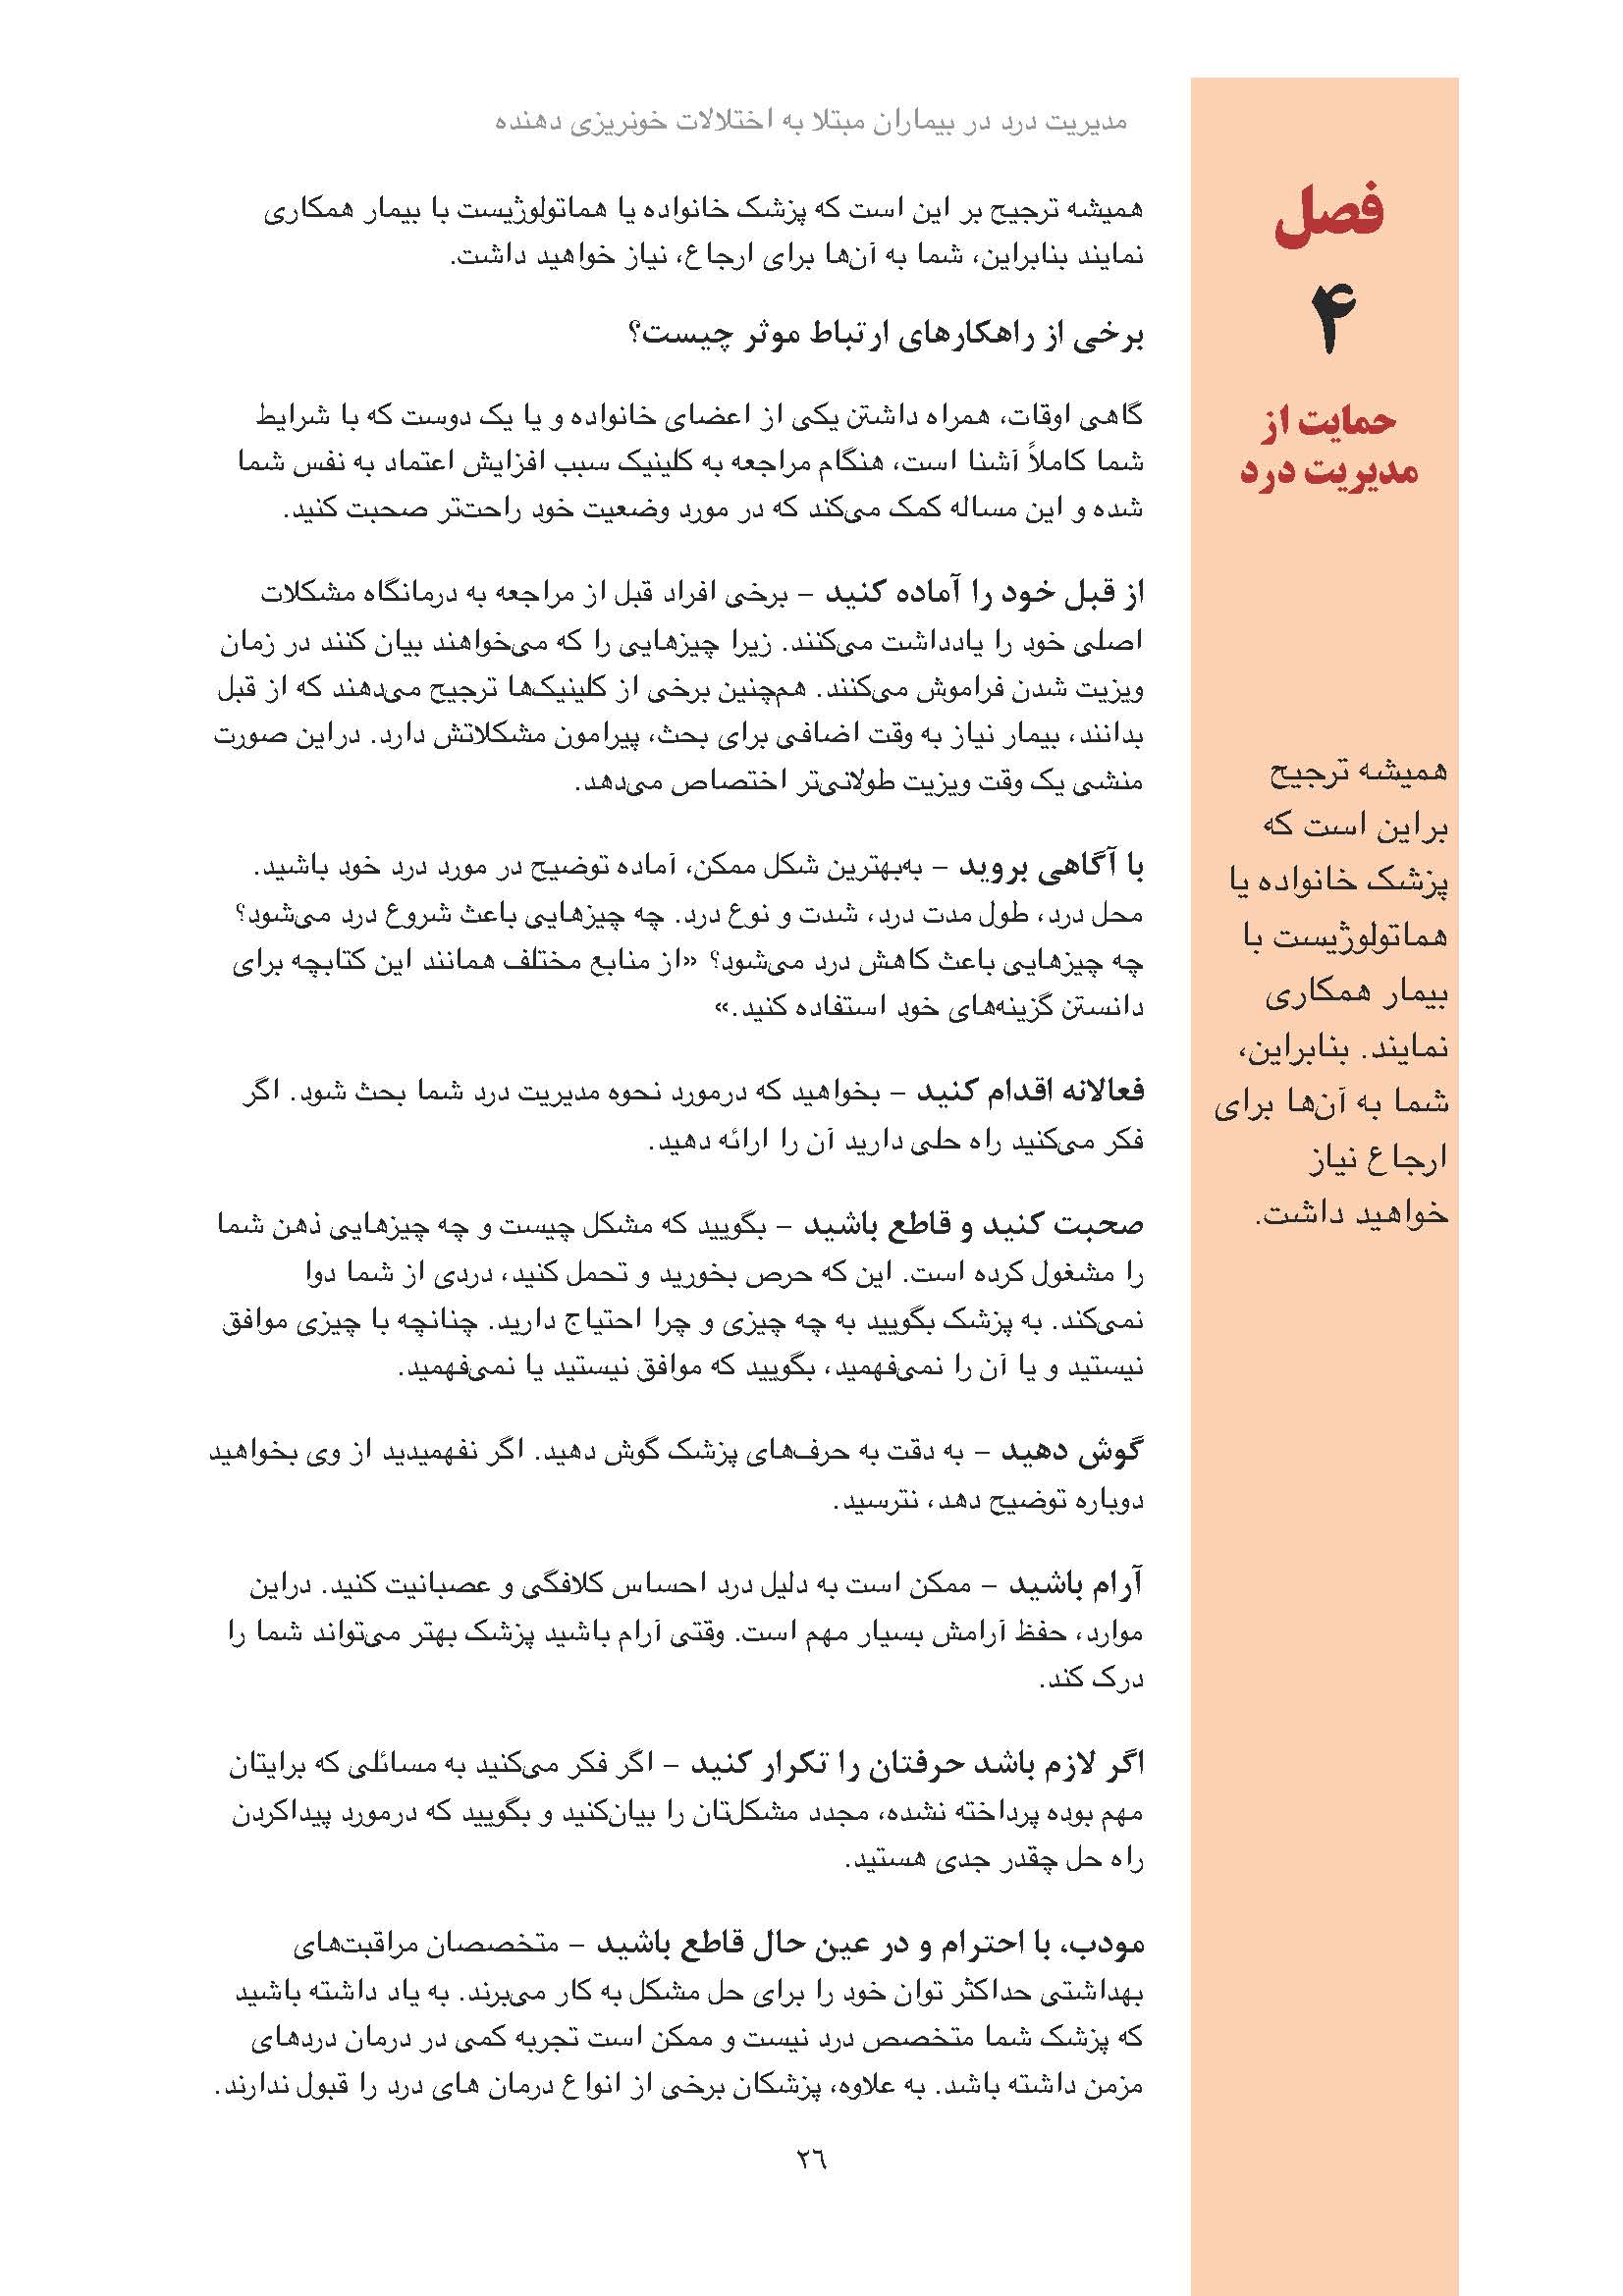 مدیریت درد در بیماران مبتلا به اختلالات خونریزی دهنده
فصل
۴
حمایت از
مدیریت درد
همیشه ترجیح
براین است که
پزشک خانواده یا
هماتولوژیست با
بیمار همکاری
نمایند. بنابراین،
شما به آن‌ها برای
ارجاع نیاز
خواهید داشت.
همیشه ترجیح بر این است که پزشک خانواده یا هماتولوژیست با بیمار همکاری
نمایند بنابراین، شما به آن‌ها برای ارجاع، نیاز خواهید داشت.
برخی از راهکارهای ارتباط موثر چیست؟
گاهی اوقات، همراه داشتن یکی از اعضای خانواده و یا یک دوست که با شرایط
شما کاملاً آشنا است، هنگام مراجعه به کلینیک سبب افزایش اعتماد به نفس شما
شده و این مساله کمک می‌کند که در مورد وضعیت خود راحت‌تر صحبت کنید.
از قبل خود را آماده کنید – برخی افراد قبل از مراجعه به درمانگاه مشکلات
اصلی خود را یادداشت می‌کنند. زیرا چیزهایی را که می‌خواهند بیان کنند در زمان
ویزیت شدن فراموش می‌کنند. هم‌چنین برخی از کلینیک‌ها ترجیح می‌دهند که از قبل
بدانند، بیمار نیاز به وقت اضافی برای بحث، پیرامون مشکلاتش دارد. دراین صورت
منشی یک وقت ویزیت طولانی‌تر اختصاص می‌دهد.
با آگاهی بروید – به‌بهترین شکل ممکن، آماده توضیح در مورد درد خود باشید.
محل درد، طول مدت درد، شدت و نوع درد. چه چیزهایی باعث شروع درد می‌شود؟
چه چیزهایی باعث کاهش درد می‌شود؟ «از منابع مختلف همانند این کتابچه برای
دانستن گزینه‌های خود استفاده کنید.»
فعالانه اقدام کنید – بخواهید که درمورد نحوه مدیریت درد شما بحث شود. اگر
فکر می‌کنید راه حلی دارید آن را ارائه دهید.
صحبت کنید و قاطع باشید – بگویید که مشکل چیست و چه چیزهایی ذهن شما
را مشغول کرده است. این که حرص بخورید و تحمل کنید، دردی از شما دوا
نمی‌کند. به پزشک بگویید به چه چیزی و چرا احتیاج دارید. چنانچه با چیزی موافق
نیستید و یا آن را نمی‌فهمید، بگویید که موافق نیستید یا نمی‌فهمید.
گوش دهید – به دقت به حرف‌های پزشک گوش دهید. اگر نفهمیدید از وی بخواهید
دوباره توضیح دهد، نترسید.
آرام باشید – ممکن است به دلیل درد احساس کلافگی و عصبانیت کنید. دراین
موارد، حفظ آرامش بسیار مهم است. وقتی آرام باشید پزشک بهتر می‌تواند شما را
درک کند.
اگر لازم باشد حرفتان را تکرار کنید – اگر فکر می‌کنید به مسائلی که برایتان
مهم بوده پرداخته نشده، مجدد مشکل‌تان را بیان‌کنید و بگویید که درمورد پیداکردن
راه حل چقدر جدی هستید.
مودب، با احترام و در عین حال قاطع باشید – متخصصان مراقبت‌های
بهداشتی حداکثر توان خود را برای حل مشکل به کار می‌برند. به یاد داشته باشید
که پزشک شما متخصص درد نیست و ممکن است تجربه کمی در درمان دردهای
مزمن داشته باشد. به علاوه، پزشکان برخی از انواع درمان های درد را قبول ندارند.
۲٦